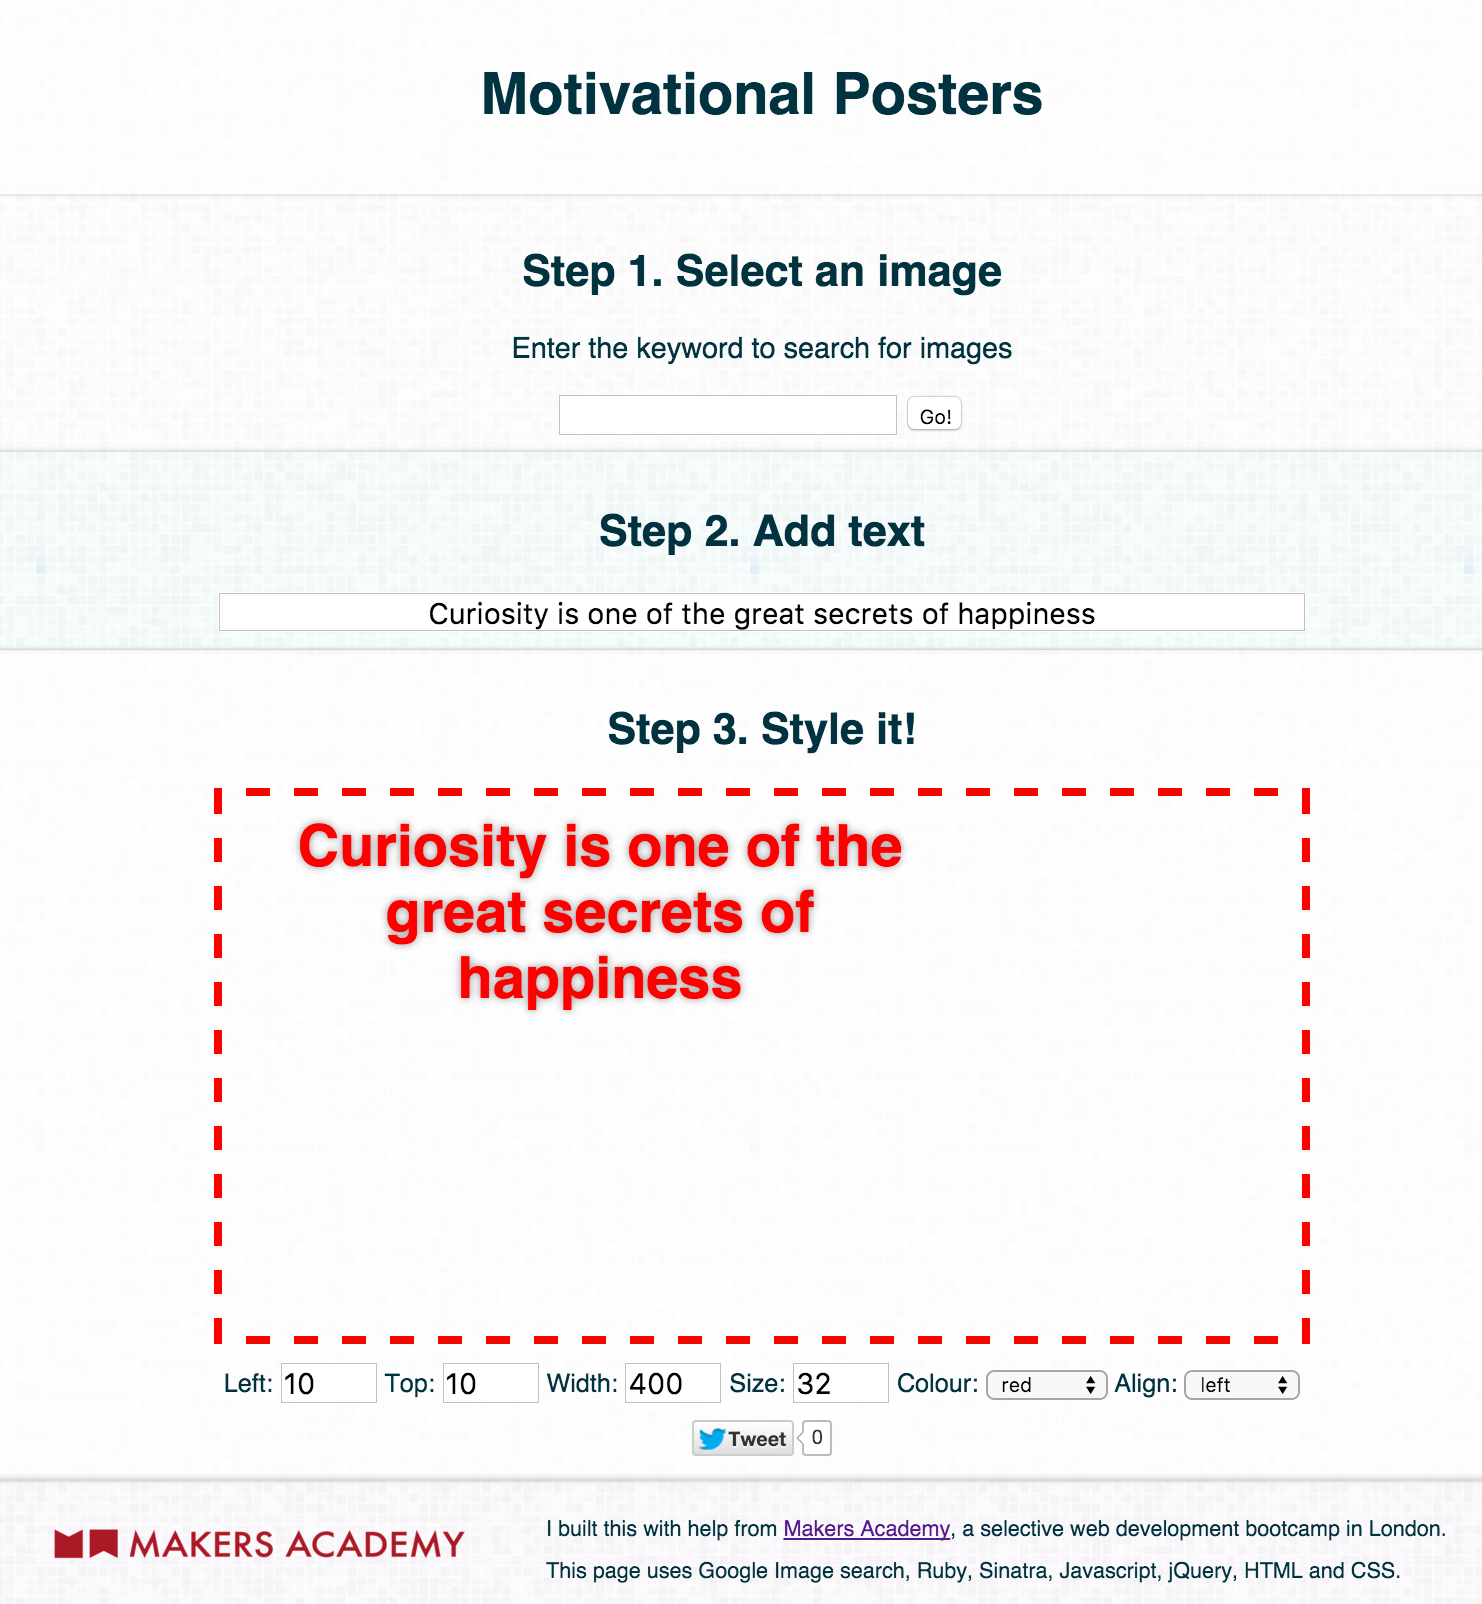 Motivational Posters
Step 1. Select an image
Enter the keyword to search for images
Go!
Step 2. Add text
Curiosity is one of the great secrets of happiness
Step 3. Style it!
Curiosity is one of the
great secrets of
happiness
Left: 10 Top: 10 Width: 400 Size: 32 Colour: red Align: left
Tweet 0
MAKERS ACADEMY
I built this with help from Makers Academy, a selective web development bootcamp in London.
This page uses Google Image search, Ruby, Sinatra, Javascript, jQuery, HTML and CSS.